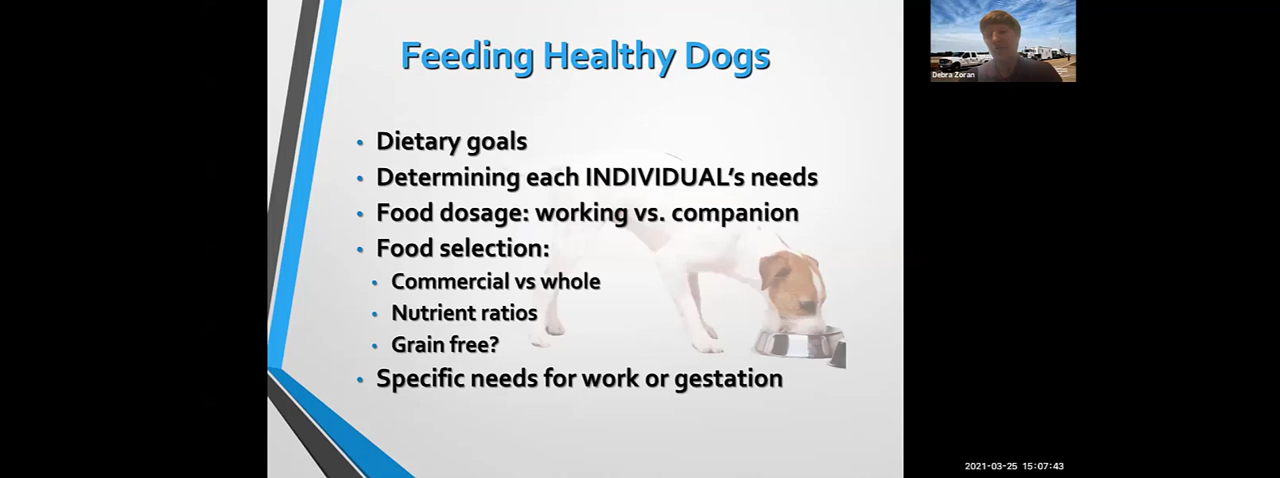 Feeding Healthy Dogs
• Dietary goals
• Determining each INDIVIDUAL's needs
• Food dosage: working vs. companion
• Food selection:
• Commercial vs whole
• Nutrient ratios
• Grain free?
• Specific needs for work or gestation
Debra Zoran
2021-03-25 15:07:43